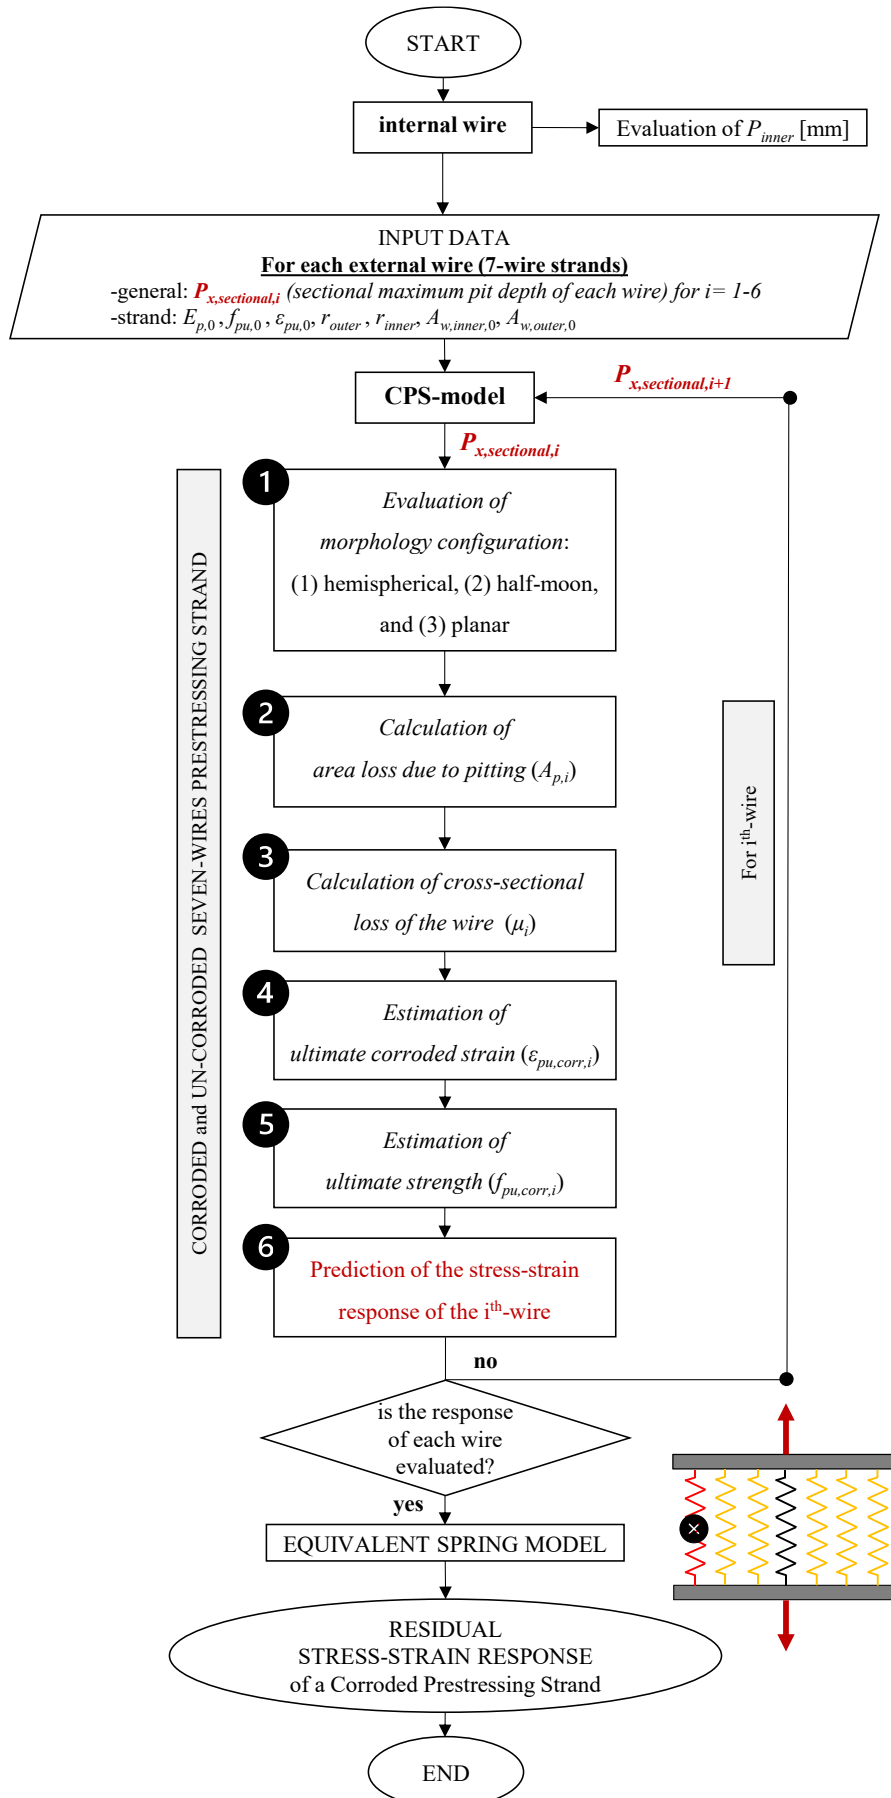 START
internal wire
Evaluation of P_inner [mm]
INPUT DATA
For each external wire (7-wire strands)
-general: P_x,sectional,i (sectional maximum pit depth of each wire) for i= 1-6
-strand: E_p,0 , f_pu,0 , ε_pu,0, r_outer , r_inner, A_w,inner,0, A_w,outer,0
CPS-model
P_x,sectional,i+1
P_x,sectional,i
CORRODED and UN-CORRODED SEVEN-WIRES PRESTRESSING STRAND
1
Evaluation of
morphology configuration:
(1) hemispherical, (2) half-moon,
and (3) planar
2
Calculation of
area loss due to pitting (A_p,i)
3
Calculation of cross-sectional
loss of the wire (μ_i)
4
Estimation of
ultimate corroded strain (ε_pu,corr,i)
5
Estimation of
ultimate strength (f_pu,corr,i)
6
Prediction of the stress-strain
response of the i^th-wire
For i^th-wire
no
is the response
of each wire
evaluated?
yes
EQUIVALENT SPRING MODEL
RESIDUAL
STRESS-STRAIN RESPONSE
of a Corroded Prestressing Strand
END